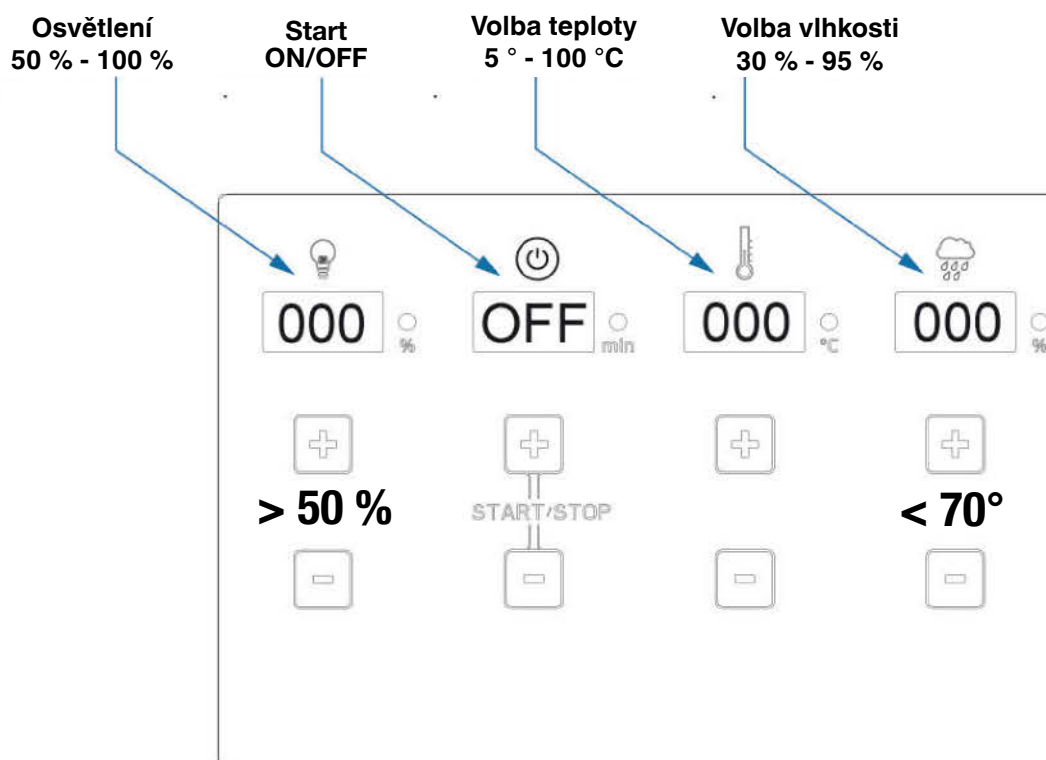 Osvětlení
50 % - 100 %
Start
ON/OFF
Volba teploty
5 ° - 100 °C
Volba vlhkosti
30 % - 95 %
000 %
OFF min
000 °C
000 %
> 50 %
START/STOP
< 70°